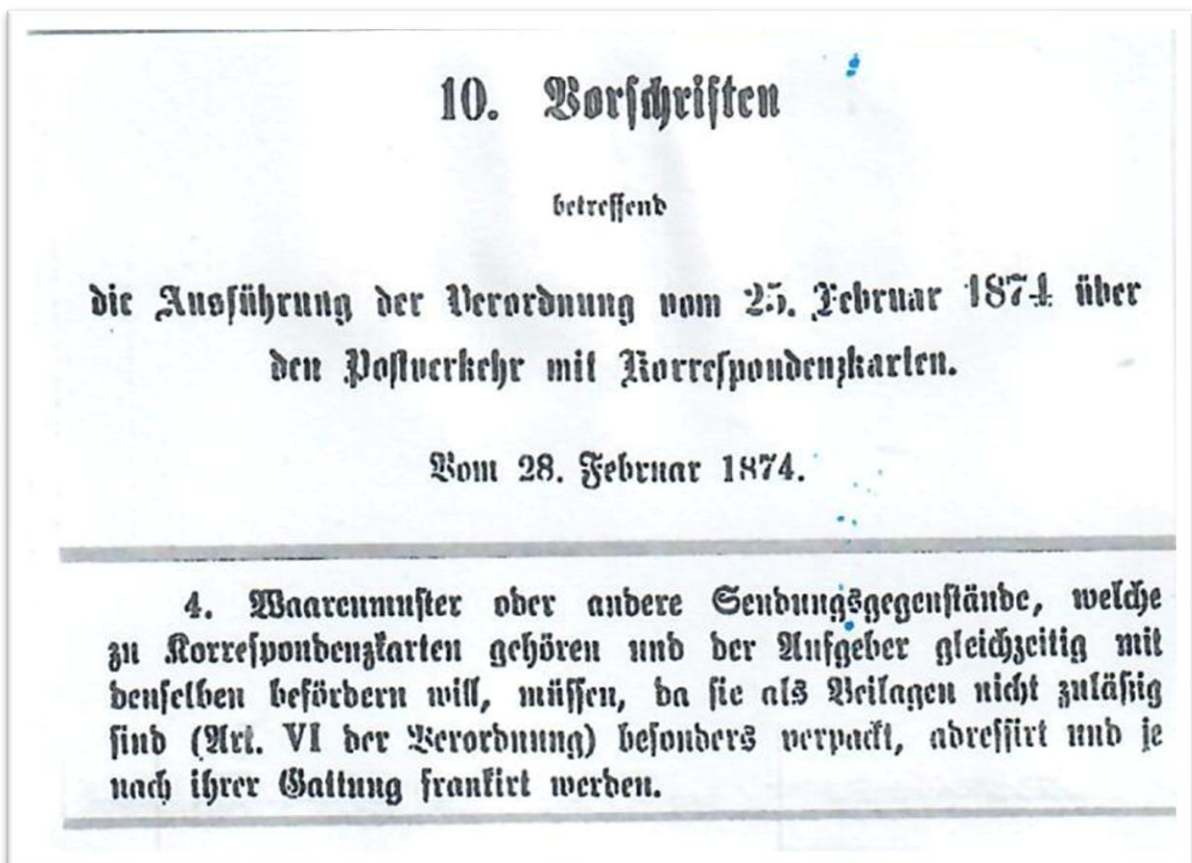 10. Vorschriften
betreffend
die Ausführung der Verordnung vom 25. Februar 1874 über
den Postverkehr mit Korrespondenzkarten.
Vom 28. Februar 1874.
4. Waarenmuster oder andere Sendungsgegenstände, welche
zu Korrespondenzkarten gehören und der Aufgeber gleichzeitig mit
denselben befördern will, müssen, da sie als Beilagen nicht zuläßig
sind (Art. VI der Verordnung) besonders verpackt, adressirt und je
nach ihrer Gattung frankirt werden.